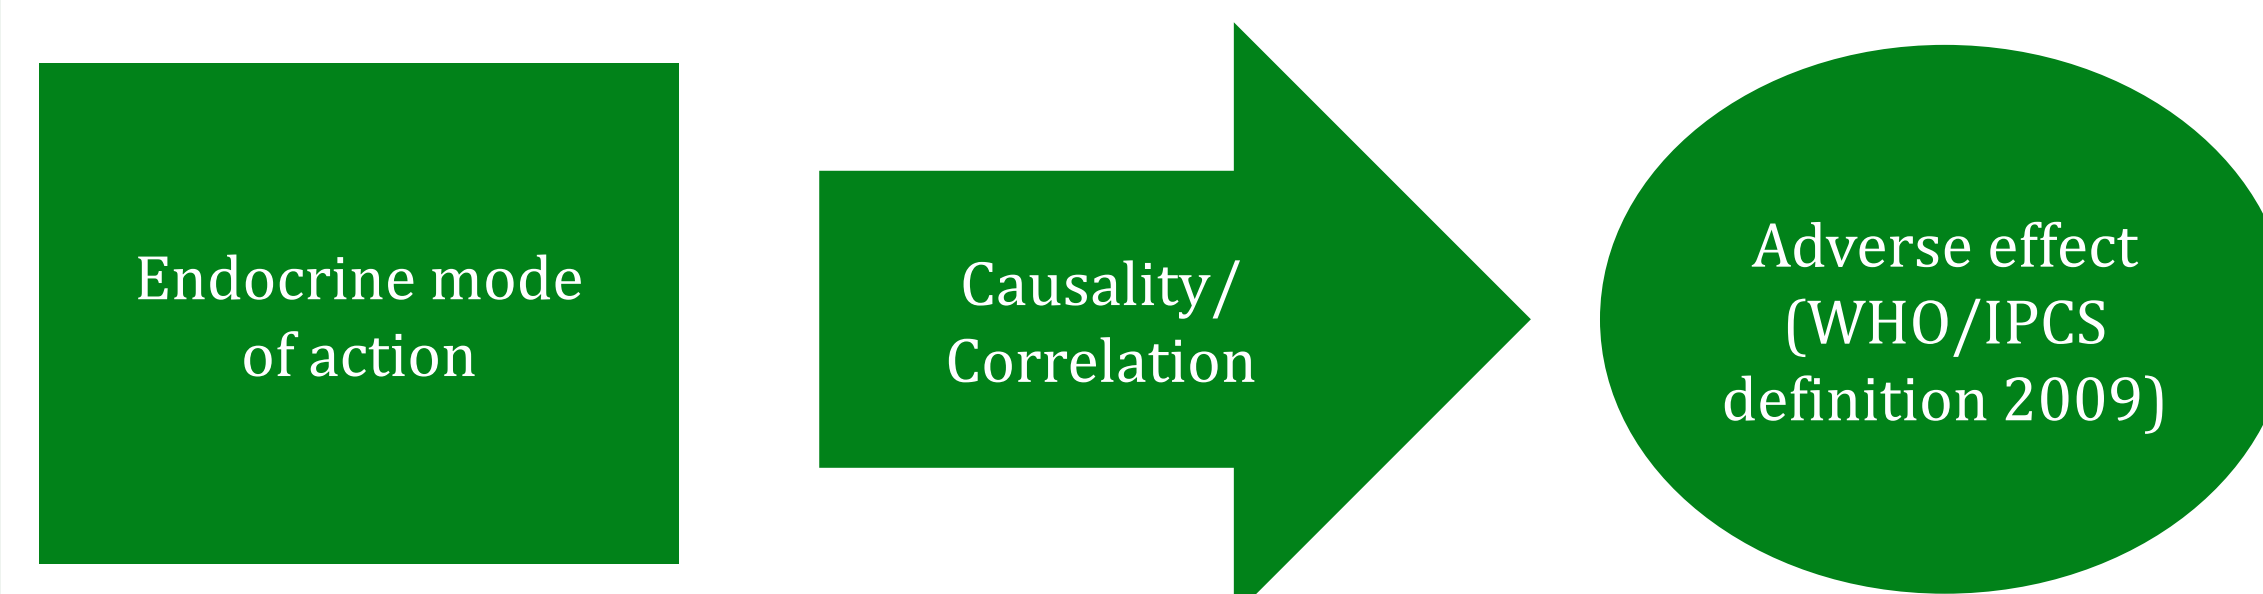 Endocrine mode
of action
Causality/
Correlation
Adverse effect
(WHO/IPCS
definition 2009)